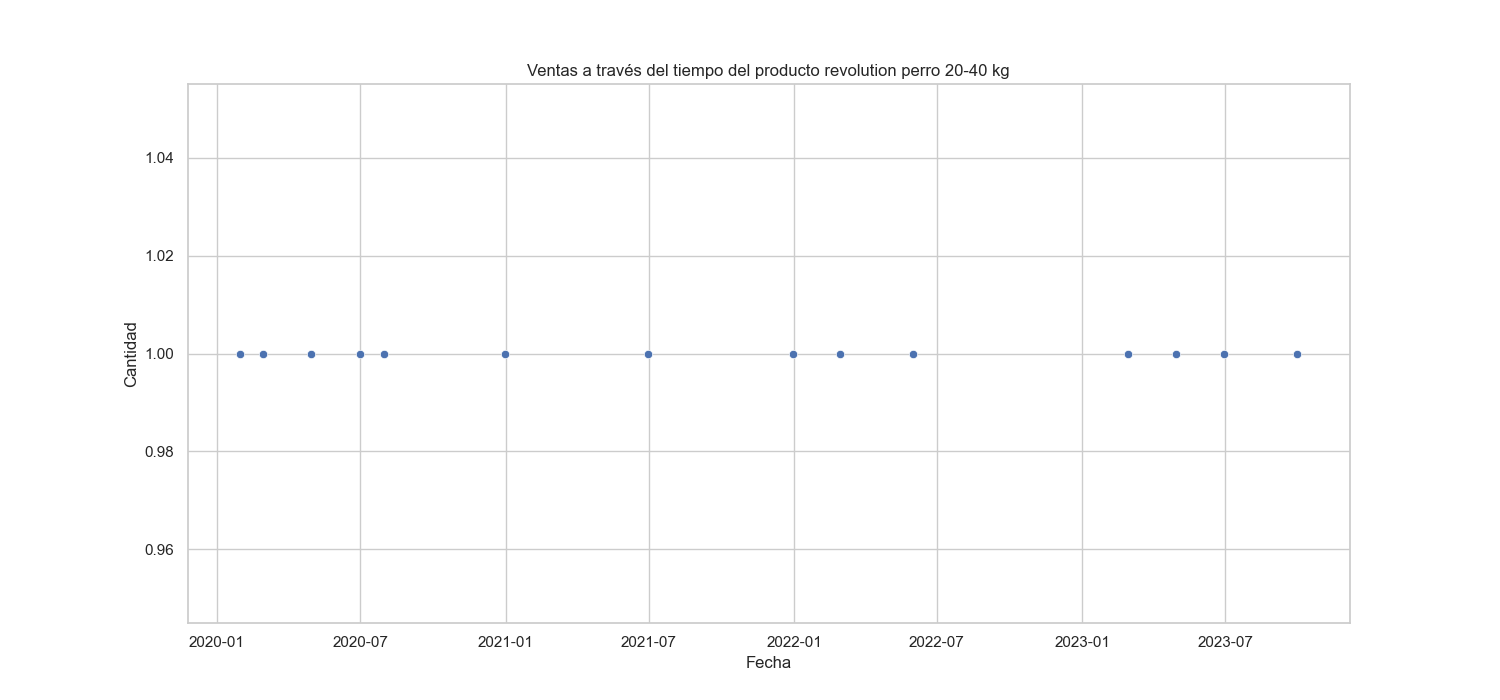 Ventas a través del tiempo del producto revolution perro 20-40 kg
1.04
1.02
1.00
0.98
0.96
Cantidad
2020-01 2020-07 2021-01 2021-07 2022-01 2022-07 2023-01 2023-07
Fecha